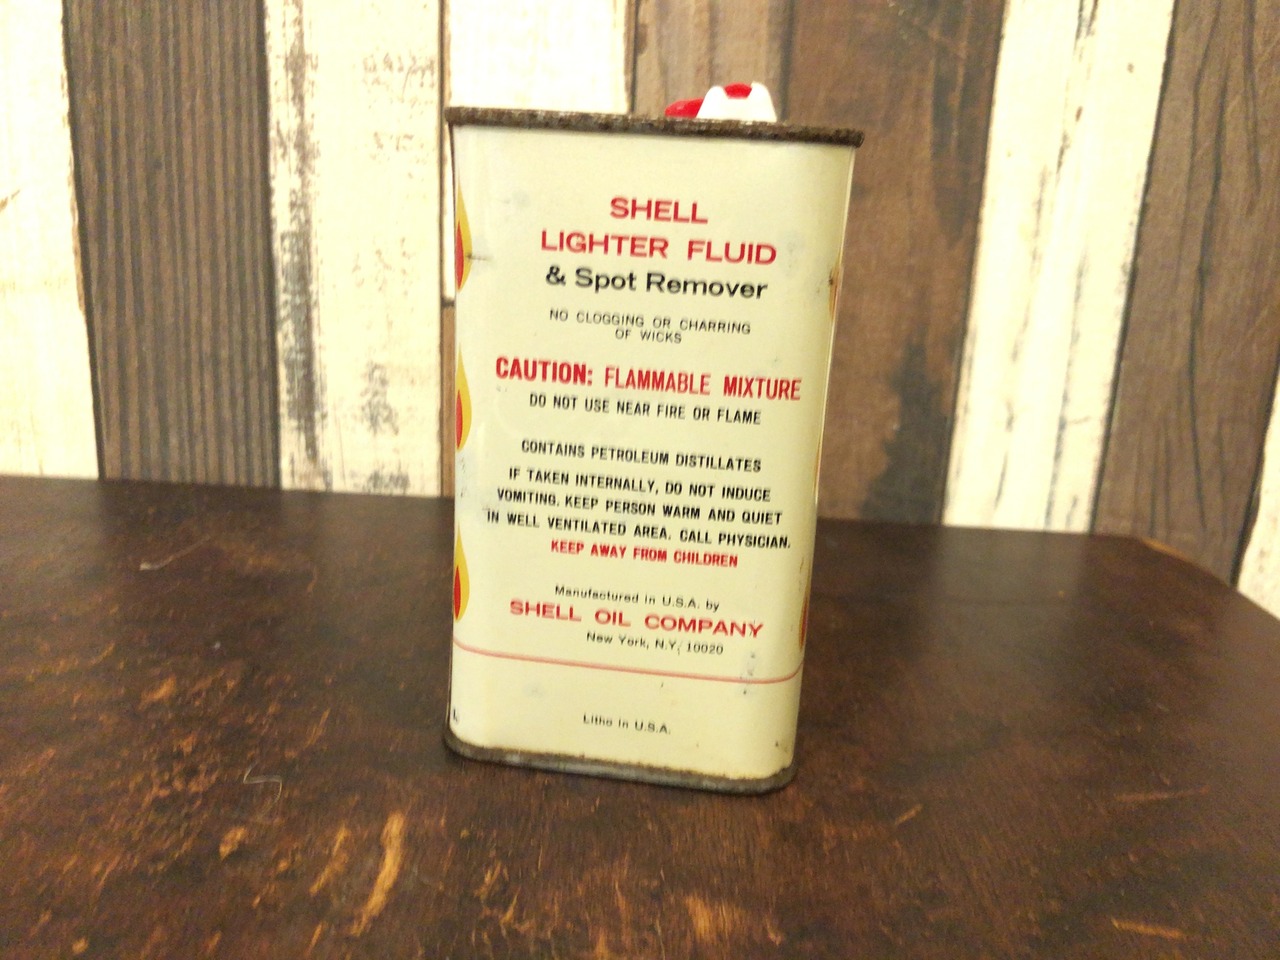 SHELL
LIGHTER FLUID
& Spot Remover
NO CLOGGING OR CHARRING
OF WICKS
CAUTION: FLAMMABLE MIXTURE
DO NOT USE NEAR FIRE OR FLAME
CONTAINS PETROLEUM DISTILLATES
IF TAKEN INTERNALLY, DO NOT INDUCE
VOMITING. KEEP PERSON WARM AND QUIET
IN WELL VENTILATED AREA. CALL PHYSICIAN.
KEEP AWAY FROM CHILDREN
Manufactured in U.S.A. by
SHELL OIL COMPANY
New York, N.Y. 10020
Litho in U.S.A.